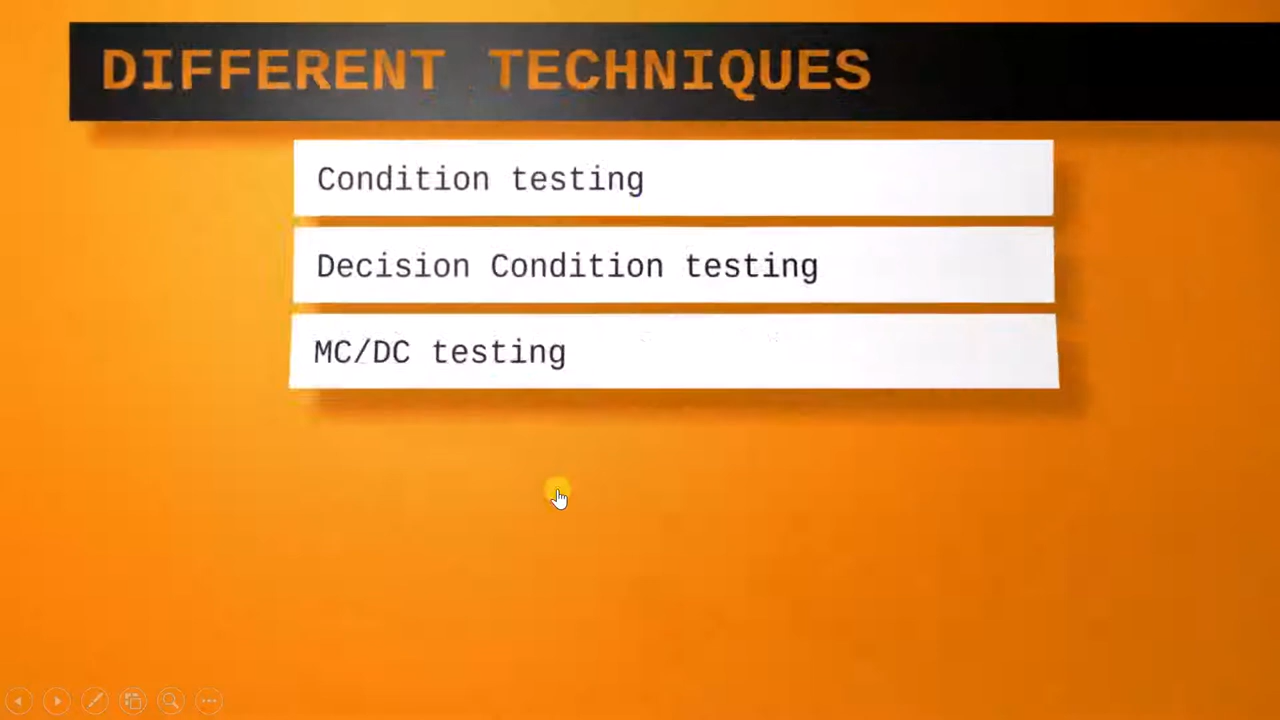 DIFFERENT TECHNIQUES
Condition testing
Decision Condition testing
MC/DC testing